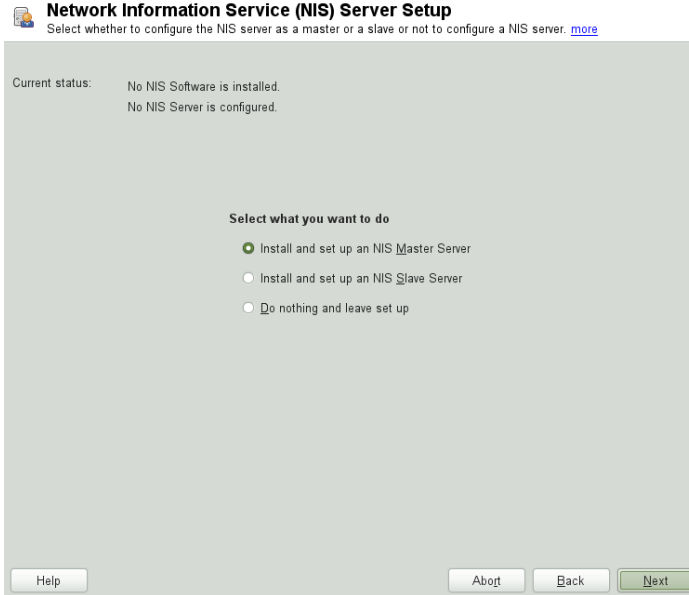 Network Information Service (NIS) Server Setup
Select whether to configure the NIS server as a master or a slave or not to configure a NIS server. more
Current status:
No NIS Software is installed.
No NIS Server is configured.
Select what you want to do
Install and set up an NIS Master Server
Install and set up an NIS Slave Server
Do nothing and leave set up
Help
Abort
Back
Next